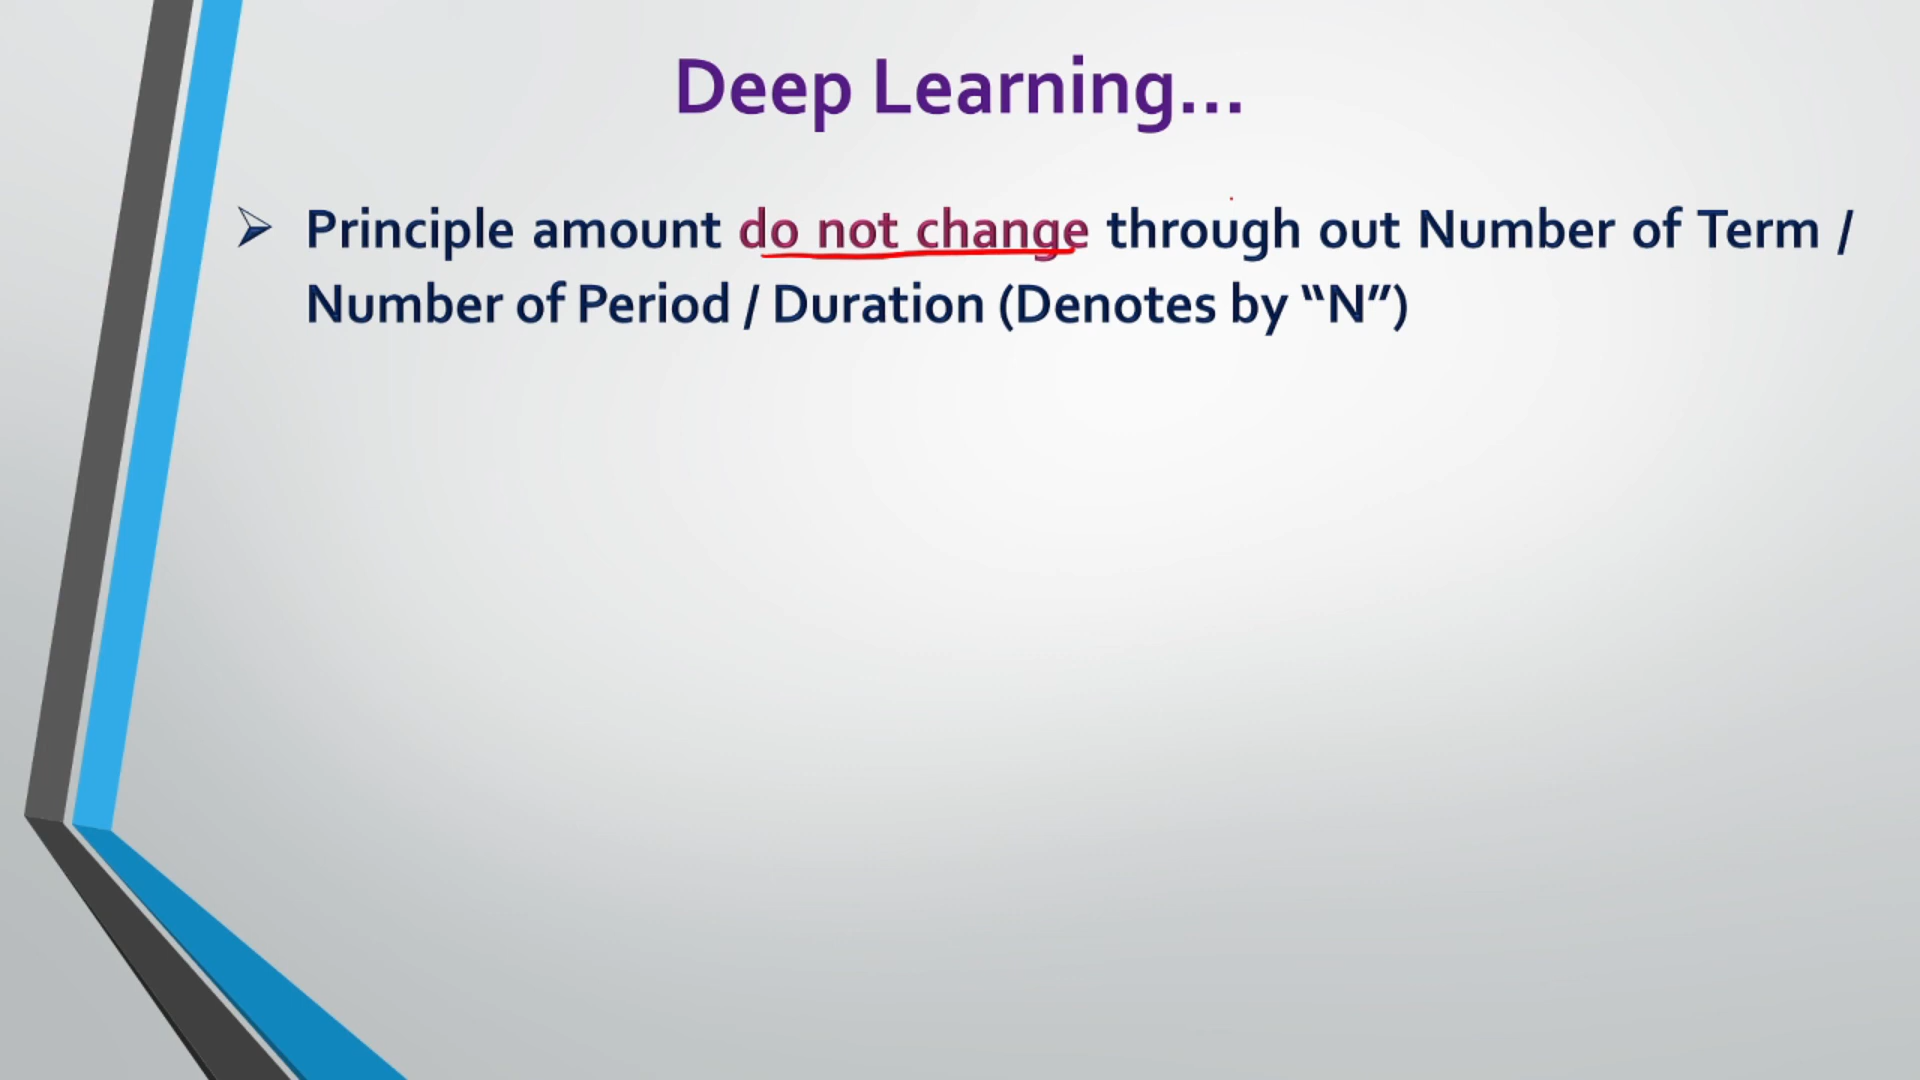 Deep Learning...
Principle amount do not change through out Number of Term /
Number of Period / Duration (Denotes by “N”)